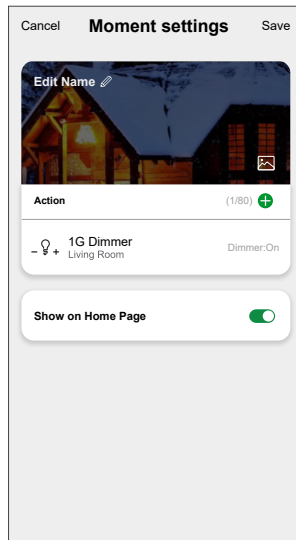 Cancel Moment settings Save
Edit Name
Action (1/80)
1G Dimmer
Living Room Dimmer:On
Show on Home Page